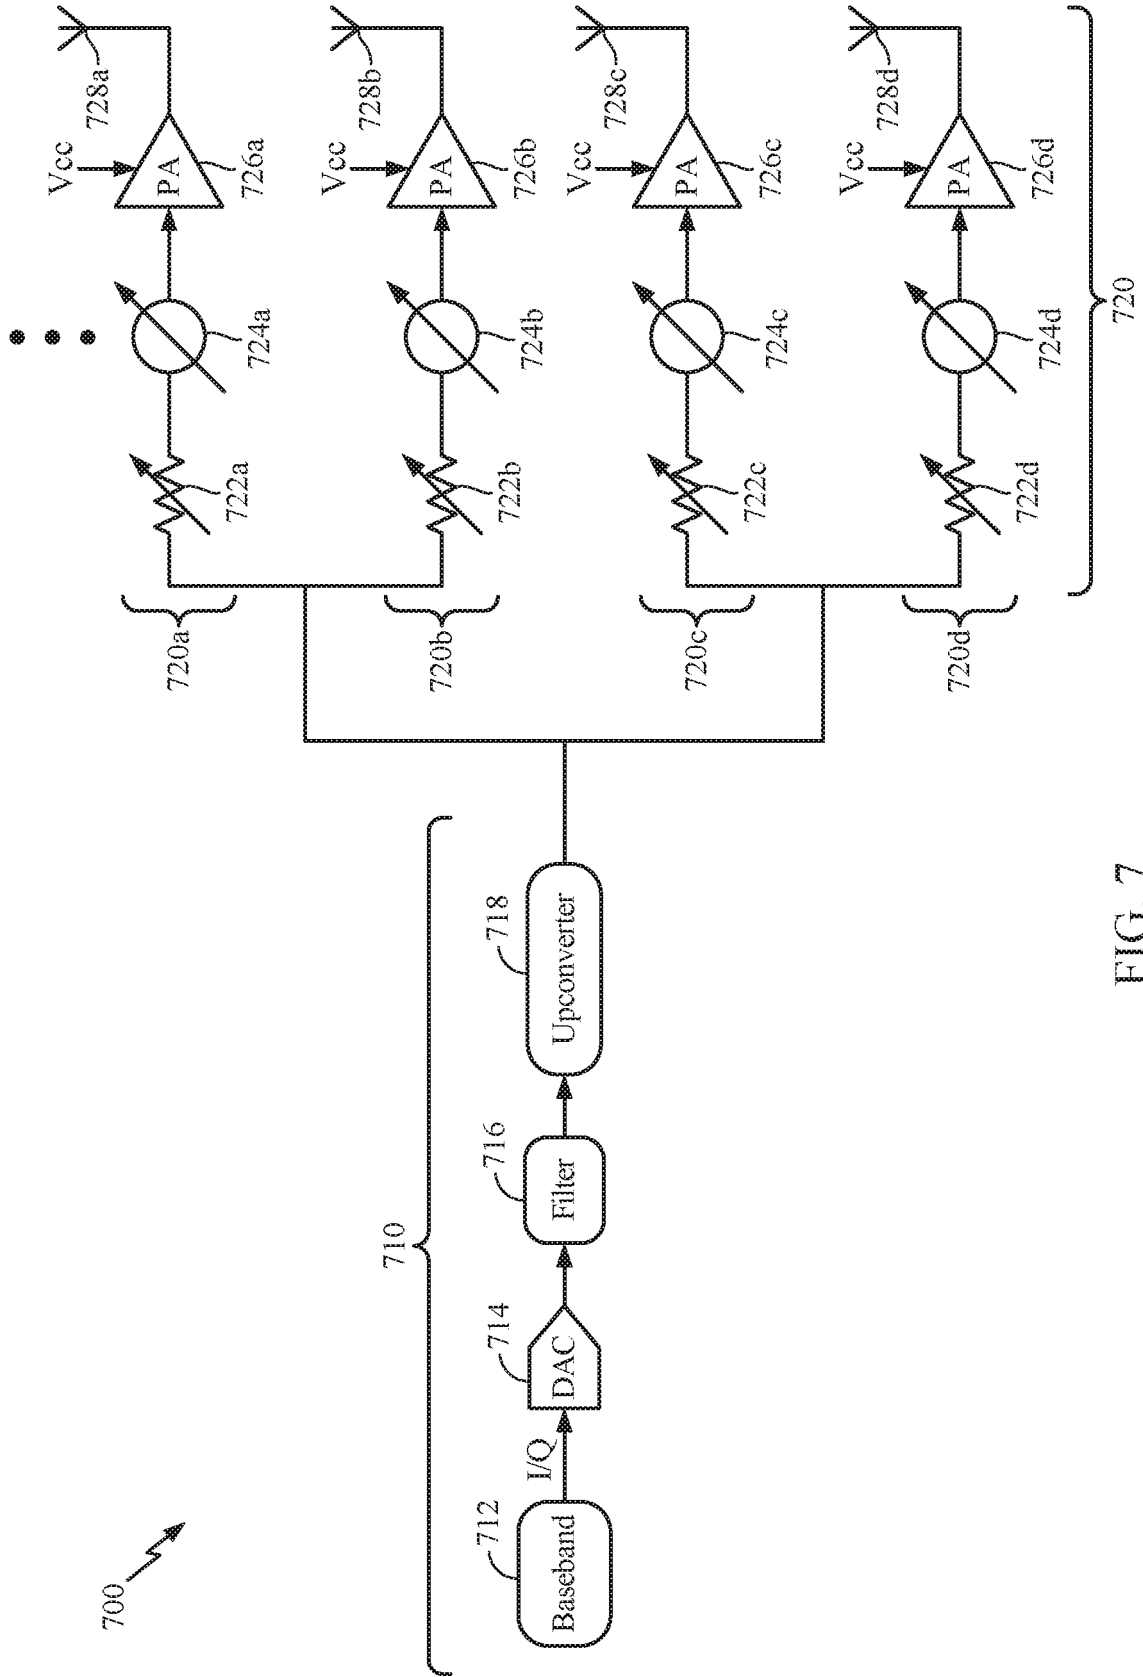 700
710
712
Baseband
I/Q
714
DAC
716
Filter
718
Upconverter
720a
722a
724a
Vcc
PA
726a
728a
720b
722b
724b
Vcc
PA
726b
728b
720c
722c
724c
Vcc
PA
726c
728c
720d
722d
724d
Vcc
PA
726d
728d
720
FIG. 7